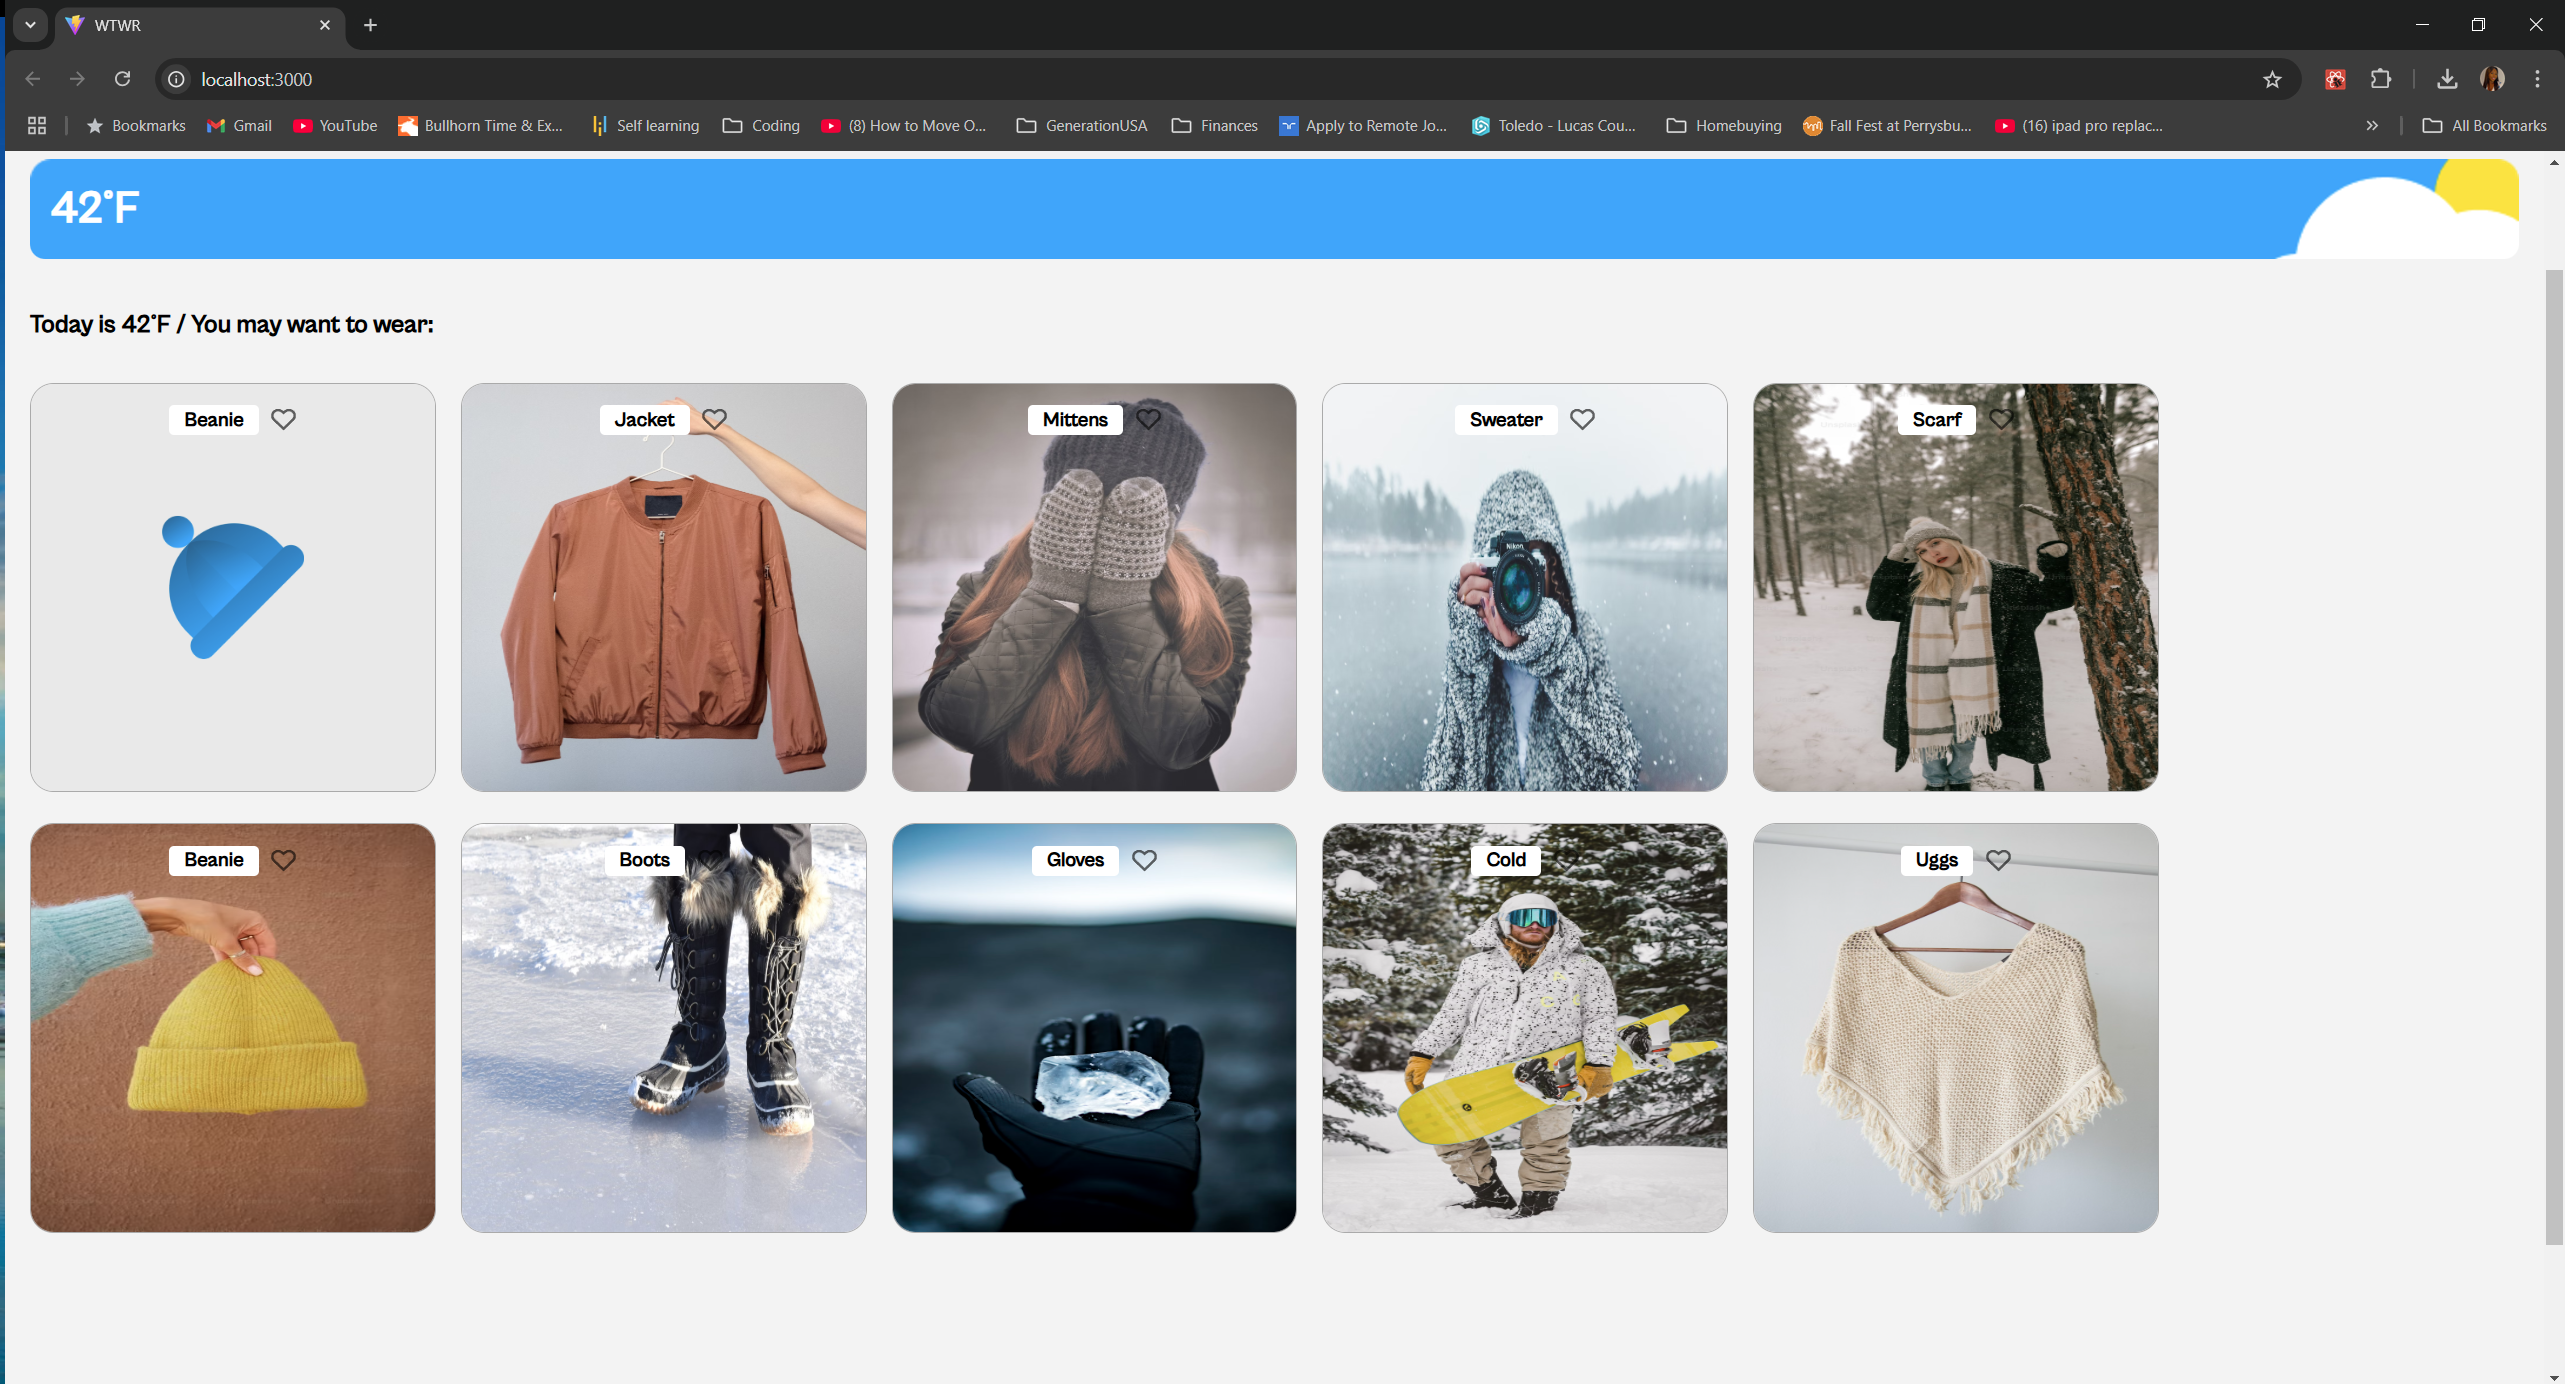 WTWR
localhost:3000
Bookmarks Gmail YouTube Bullhorn Time & Ex... Self learning Coding (8) How to Move O... GenerationUSA Finances Apply to Remote Jo... Toledo - Lucas Cou... Homebuying Fall Fest at Perrysbu... (16) ipad pro replac... All Bookmarks
42°F
Today is 42°F / You may want to wear:
Beanie Jacket Mittens Sweater Scarf
Nikon
Beanie Boots Gloves Cold Uggs